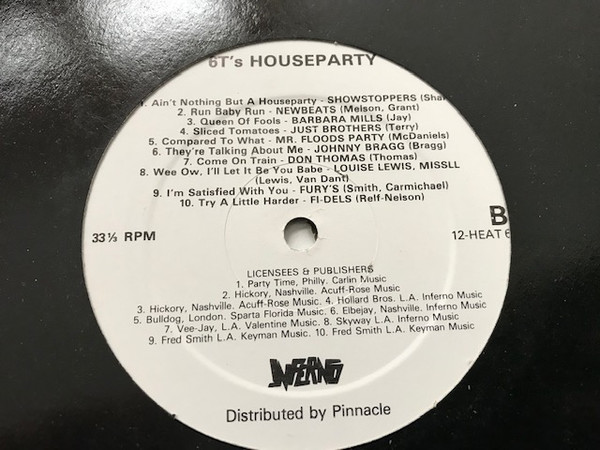 6T's HOUSEPARTY
1. Ain't Nothing But A Houseparty - SHOWSTOPPERS (Shar
2. Run Baby Run - NEWBEATS (Melson, Grant)
3. Queen Of Fools - BARBARA MILLS (Jay)
4. Sliced Tomatoes - JUST BROTHERS (Terry)
5. Compared To What - MR. FLOODS PARTY (McDaniels)
6. They're Talking About Me - JOHNNY BRAGG (Bragg)
7. Come On Train - DON THOMAS (Thomas)
8. Wee Ow, I'll Let It Be You Babe - LOUISE LEWIS, MISSLL
(Lewis, Van Dant)
9. I'm Satisfied With You - FURY'S (Smith, Carmichael)
10. Try A Little Harder - FI-DELS (Relf-Nelson)
B
33⅓ RPM 12-HEAT 6
LICENSEES & PUBLISHERS
1. Party Time, Philly. Carlin Music
2. Hickory, Nashville. Acuff-Rose Music
3. Hickory, Nashville. Acuff-Rose Music. 4. Hollard Bros. L.A. Inferno Music
5. Bulldog, London. Sparta Florida Music. 6. Elbejay, Nashville. Inferno Music
7. Vee-Jay, L.A. Valentine Music. 8. Skyway L.A. Inferno Music
9. Fred Smith L.A. Keyman Music. 10. Fred Smith L.A. Keyman Music
INFERNO
Distributed by Pinnacle